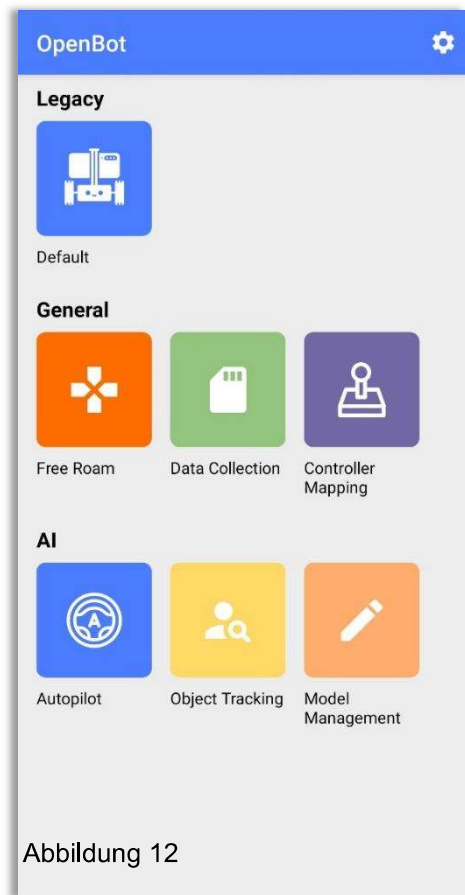 OpenBot
Legacy
Default
General
Free Roam
Data Collection
Controller
Mapping
AI
A
Autopilot
Object Tracking
Model
Management
Abbildung 12